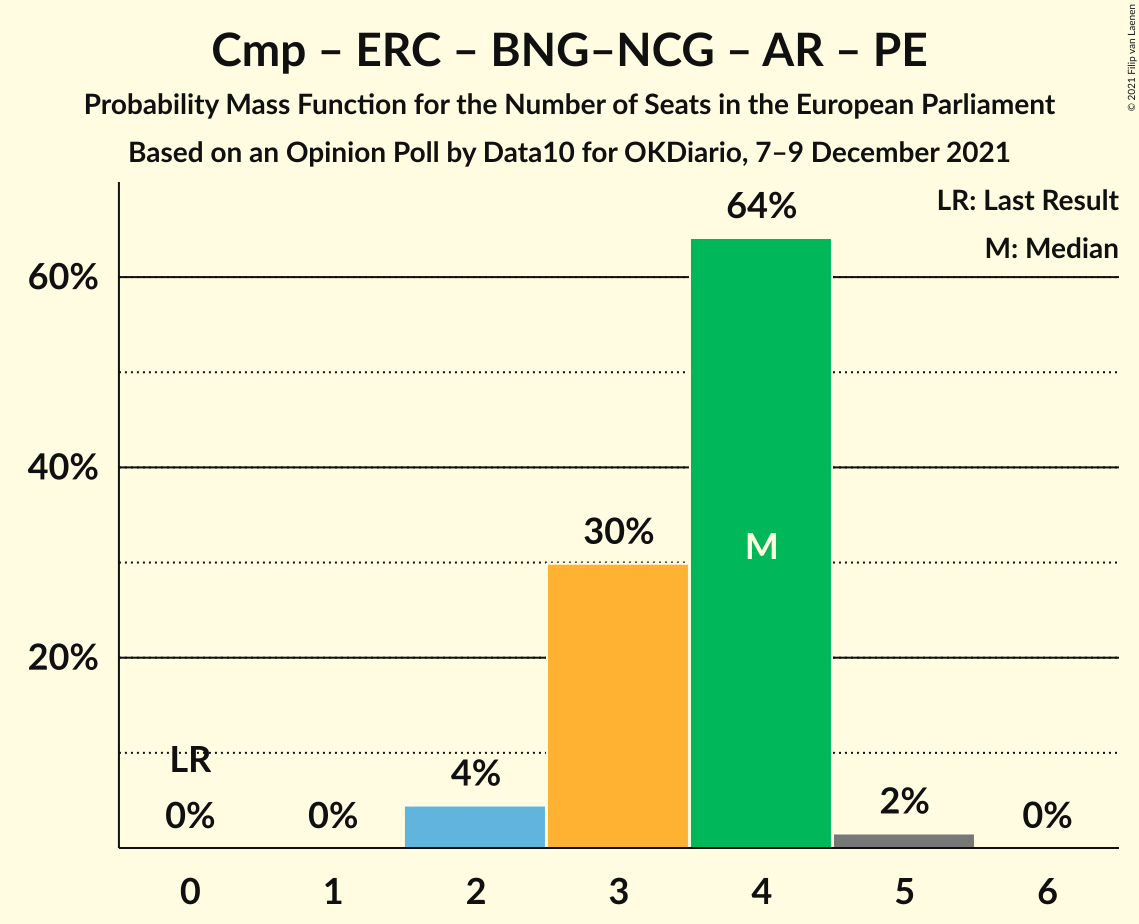 Cmp – ERC – BNG–NCG – AR – PE
Probability Mass Function for the Number of Seats in the European Parliament
Based on an Opinion Poll by Data10 for OKDiario, 7–9 December 2021
© 2021 Filip van Laenen
LR: Last Result
M: Median
64%
60%
40%
30%
M
20%
LR
4%
0%
0%
2%
0%
0
1
2
3
4
5
6